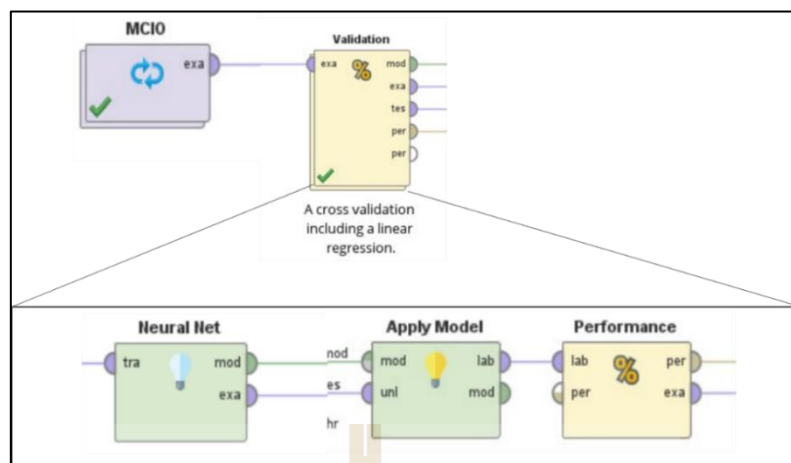 MCI0
Validation
exa
exa
mod
exa
tes
per
per
A cross validation
including a linear
regression.
Neural Net
Apply Model
Performance
tra
mod
exa
nod
es
hr
mod
unl
lab
mod
lab
per
per
exa